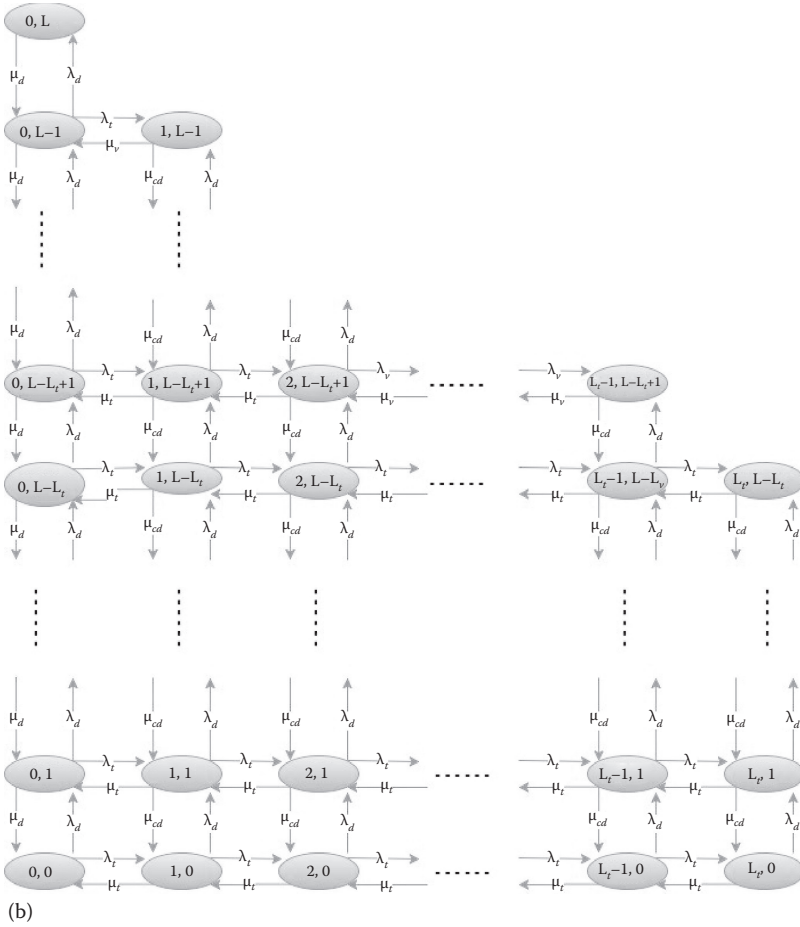 0, L
μd λd
0, L−1 λt 1, L−1
μv
μd λd μcd λd
μd λd μcd λd μcd λd
0, L−Lt+1 λt 1, L−Lt+1 λt 2, L−Lt+1 λv λv Lt−1, L−Lt+1
μt μt μv μv
μd λd μcd λd μcd λd μcd λd
0, L−Lt λt 1, L−Lt λt 2, L−Lt λt λt Lt−1, L−Lv λt Lt, L−Lt
μt μt μt μt μt
μd λd μcd λd μcd λd μcd λd μcd λd
μd λd μcd λd μcd λd μcd λd μcd λd
0, 1 λt 1, 1 λt 2, 1 λt λt Lt−1, 1 λt Lt, 1
μt μt μt μt μt
μd λd μcd λd μcd λd μcd λd μcd λd
0, 0 λt 1, 0 λt 2, 0 λt λt Lt−1, 0 λt Lt, 0
μt μt μt μt μt
(b)